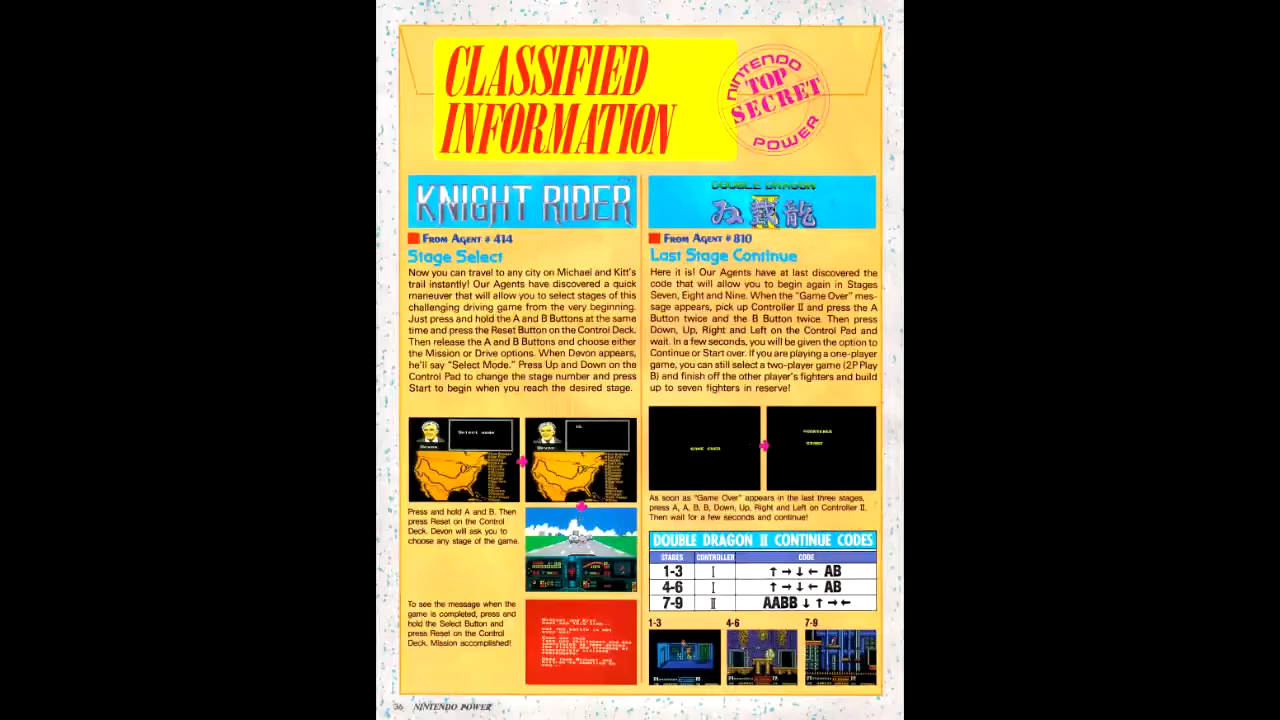 CLASSIFIED
INFORMATION
NINTENDO
TOP
SECRET
POWER
KNIGHT RIDER
FROM AGENT # 414
Stage Select
Now you can travel to any city on Michael and Kitt's
trail instantly! Our Agents have discovered a quick
maneuver that will allow you to select stages of this
challenging driving game from the very beginning.
Just press and hold the A and B Buttons at the same
time and press the Reset Button on the Control Deck.
Then release the A and B Buttons and choose either
the Mission or Drive options. When Devon appears,
he'll say "Select Mode." Press Up and Down on the
Control Pad to change the stage number and press
Start to begin when you reach the desired stage.
Select mode
Devon:
Devon:
Press and hold A and B. Then
press Reset on the Control
Deck. Devon will ask you to
choose any stage of the game.
To see the message when the
game is completed, press and
hold the Select Button and
press Reset on the Control
Deck. Mission accomplished!
DOUBLE DRAGON
II
双截龍
FROM AGENT # 810
Last Stage Continue
Here it is! Our Agents have at last discovered the
code that will allow you to begin again in Stages
Seven, Eight and Nine. When the "Game Over" mes-
sage appears, pick up Controller II and press the A
Button twice and the B Button twice. Then press
Down, Up, Right and Left on the Control Pad and
wait. In a few seconds, you will be given the option to
Continue or Start over. If you are playing a one-player
game, you can still select a two-player game (2P Play
B) and finish off the other player's fighters and build
up to seven fighters in reserve!
GAME OVER
CONTINUE
START
As soon as "Game Over" appears in the last three stages,
press A, A, B, B, Down, Up, Right and Left on Controller II.
Then wait for a few seconds and continue!
DOUBLE DRAGON II CONTINUE CODES
STAGES CONTROLLER CODE
1-3 I ↑ → ↓ ← AB
4-6 I ↑ → ↓ ← AB
7-9 II AABB ↓ ↑ → ←
1-3 4-6 7-9
36 NINTENDO POWER